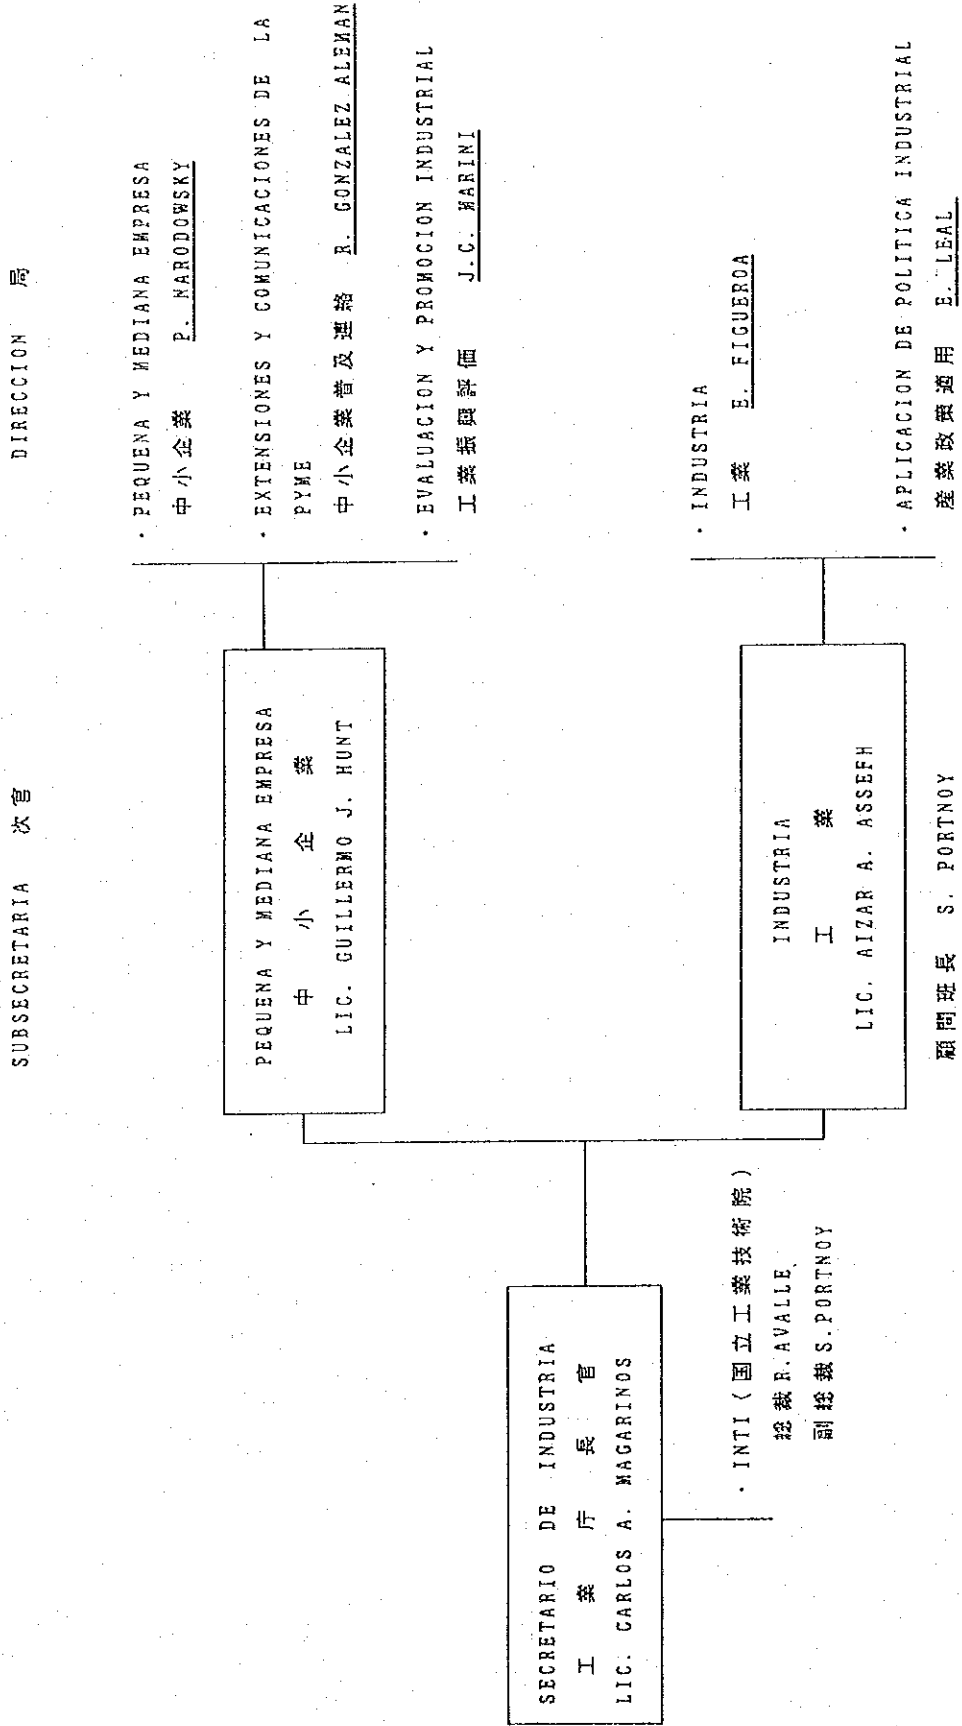 SUBSECRETARIA 次官
DIRECCION 局
SECRETARIO DE INDUSTRIA
工業庁長官
LIC. CARLOS A. MAGARINOS
・INTI (国立工業技術院)
総裁R.AVALLE
副総裁S.PORTNOY
PEQUENA Y MEDIANA EMPRESA
中小企業
LIC. GUILLERMO J. HUNT
・PEQUENA Y MEDIANA EMPRESA
中小企業 P. NARODOWSKY
・EXTENSIONES Y COMUNICACIONES DE LA
PYME
中小企業普及連絡 R. GONZALEZ ALEMAN
・EVALUACION Y PROMOCION INDUSTRIAL
工業振興評価 J.C. MARINI
INDUSTRIA
工業
LIC. AIZAR A. ASSEFH
顧問班長 S. PORTNOY
・INDUSTRIA
工業 E. FIGUEROA
・APLICACION DE POLITICA INDUSTRIAL
産業政策適用 E. LEAL